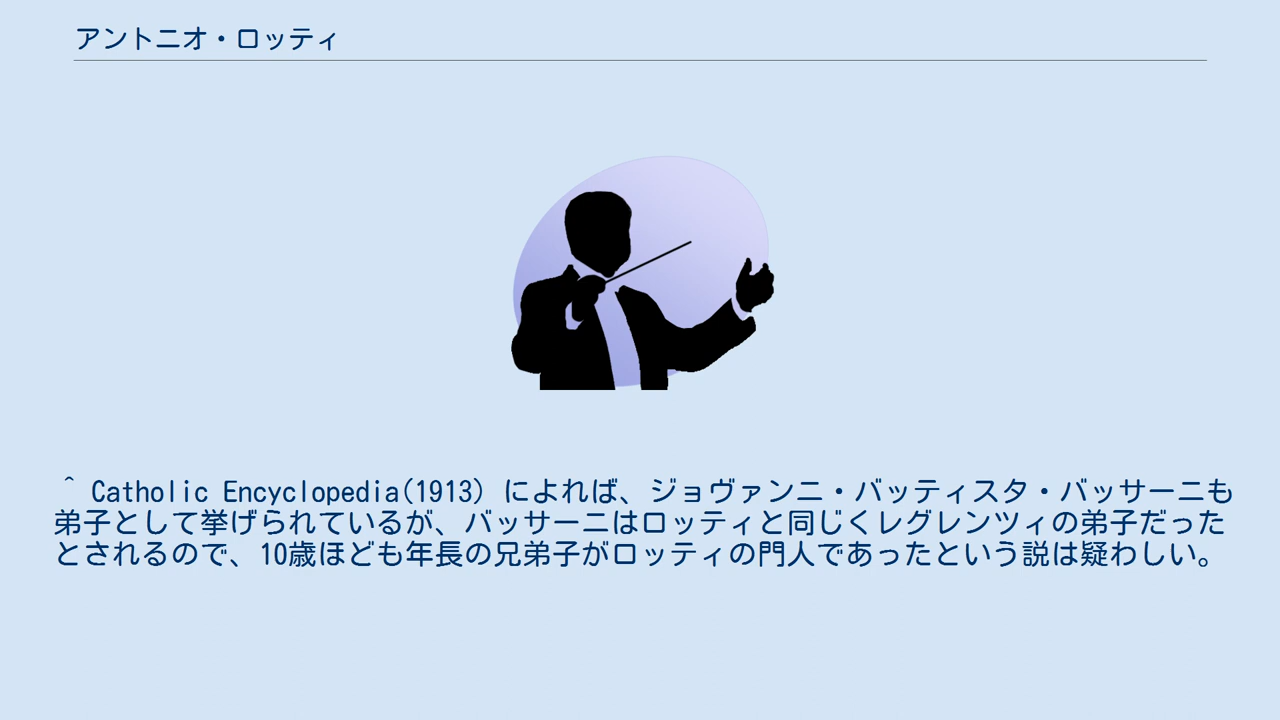 アントニオ・ロッティ
^ Catholic Encyclopedia(1913) によれば、ジョヴァンニ・バッティスタ・バッサーニも
弟子として挙げられているが、バッサーニはロッティと同じくレグレンツィの弟子だった
とされるので、10歳ほども年長の兄弟子がロッティの門人であったという説は疑わしい。